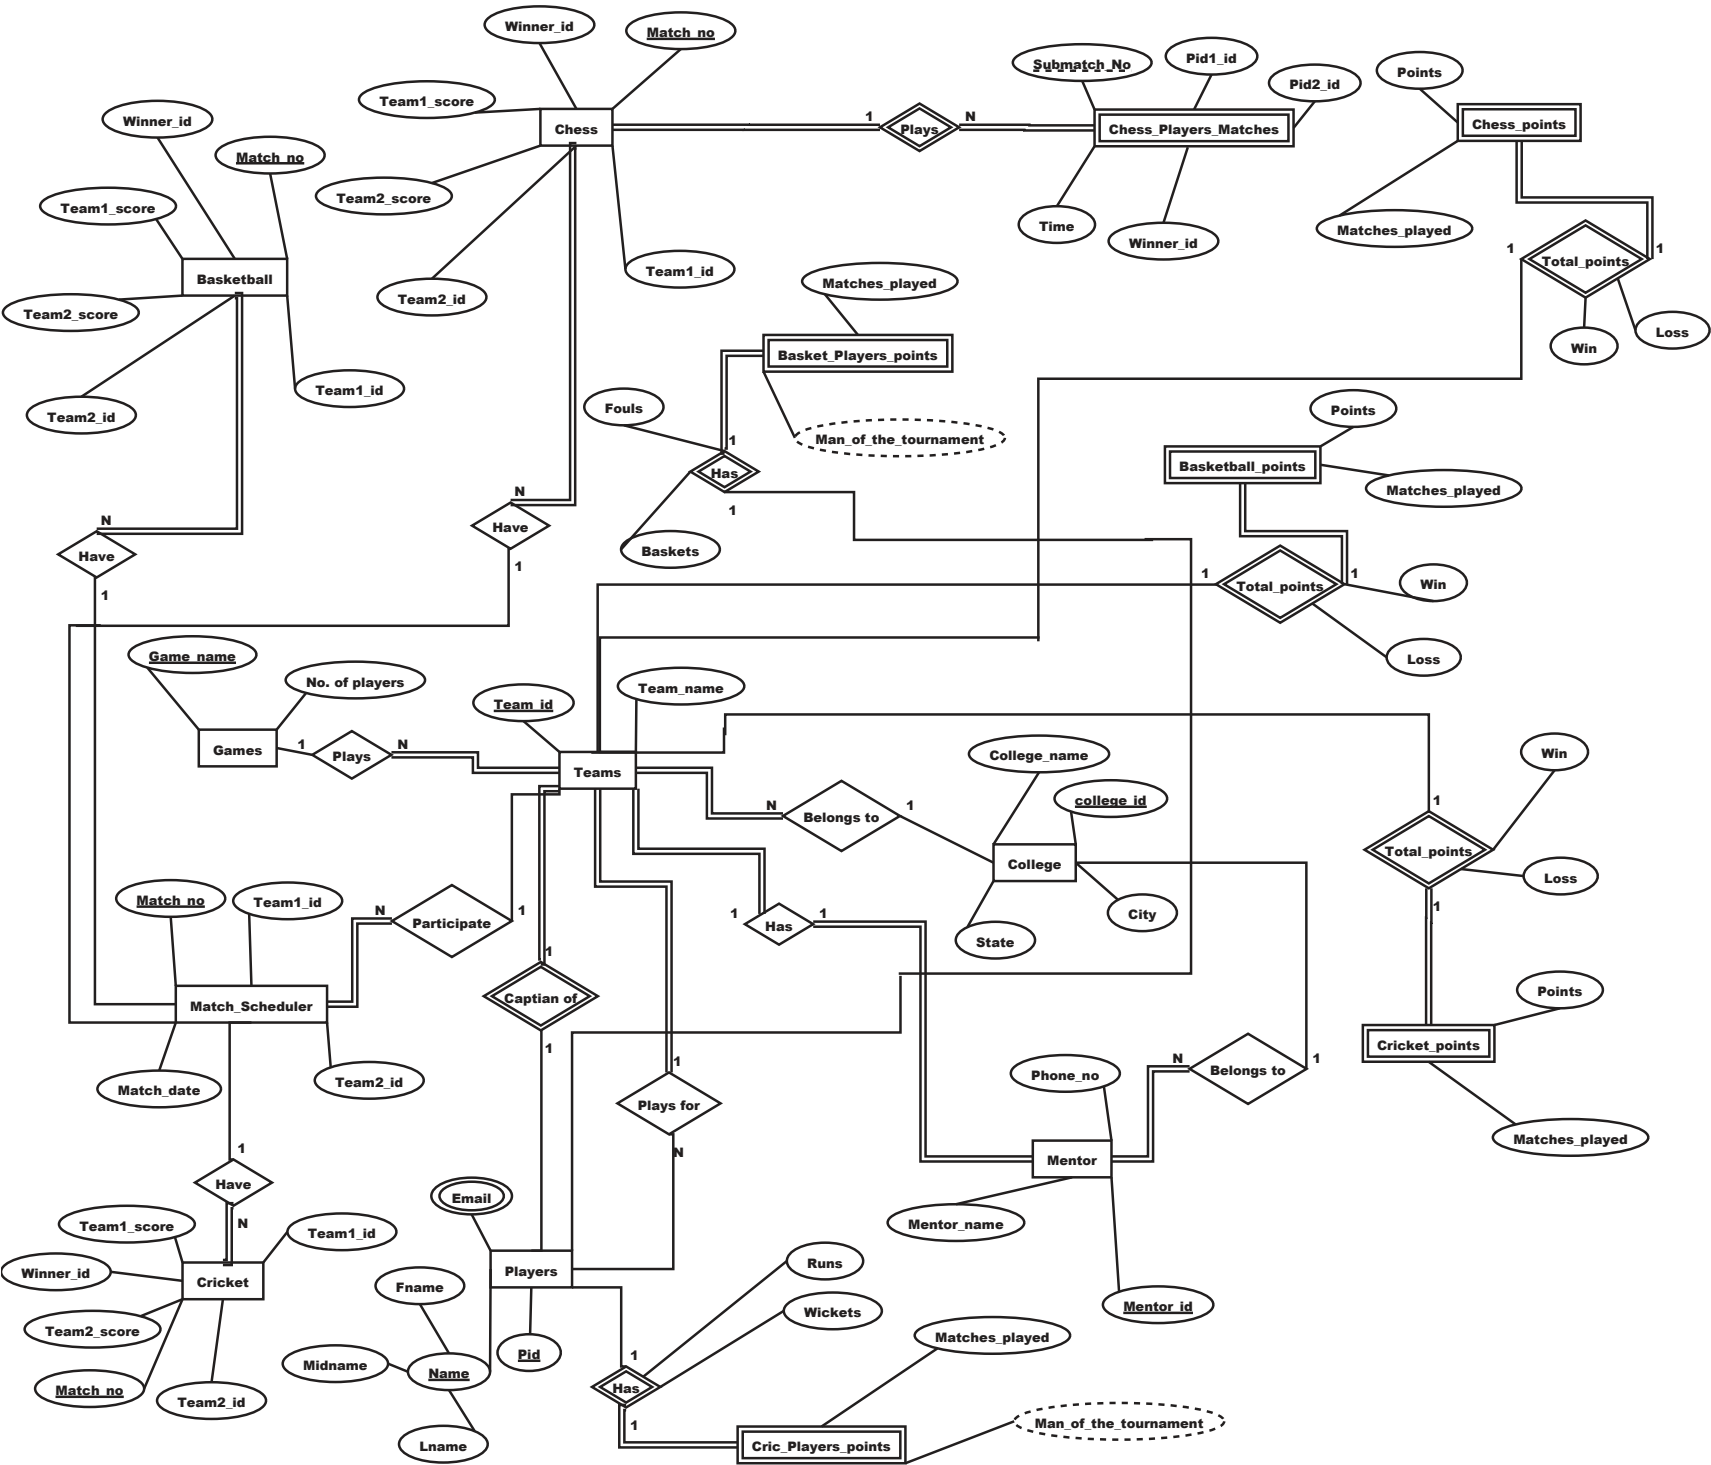 Winner_id
Match_no
Team1_score
Chess
Team2_score
Team2_id
Team1_id
1
Plays
N
Submatch_No
Pid1_id
Pid2_id
Chess_Players_Matches
Time
Winner_id
Points
Chess_points
Matches_played
1
Total_points
1
Win
Loss
Winner_id
Match_no
Team1_score
Basketball
Team2_score
Team2_id
Team1_id
Matches_played
Basket_Players_points
Man_of_the_tournament
Fouls
1
Has
1
Baskets
Points
Basketball_points
Matches_played
1
Total_points
1
Win
Loss
N
Have
1
N
Have
1
Game_name
No. of players
Games
1
Plays
N
Team_id
Team_name
Teams
N
Belongs to
1
College_name
college_id
College
City
State
Win
1
Total_points
Loss
1
Points
Cricket_points
Matches_played
Match_no
Team1_id
N
Participate
1
Match_Scheduler
Match_date
Team2_id
1
Captian of
1
1
Has
1
1
Plays for
N
N
Belongs to
1
Phone_no
Mentor
Mentor_name
Mentor_id
1
Have
N
Team1_score
Team1_id
Winner_id
Cricket
Team2_score
Match_no
Team2_id
Email
Players
Fname
Midname
Name
Pid
Lname
Runs
Wickets
1
Has
1
Matches_played
Man_of_the_tournament
Cric_Players_points